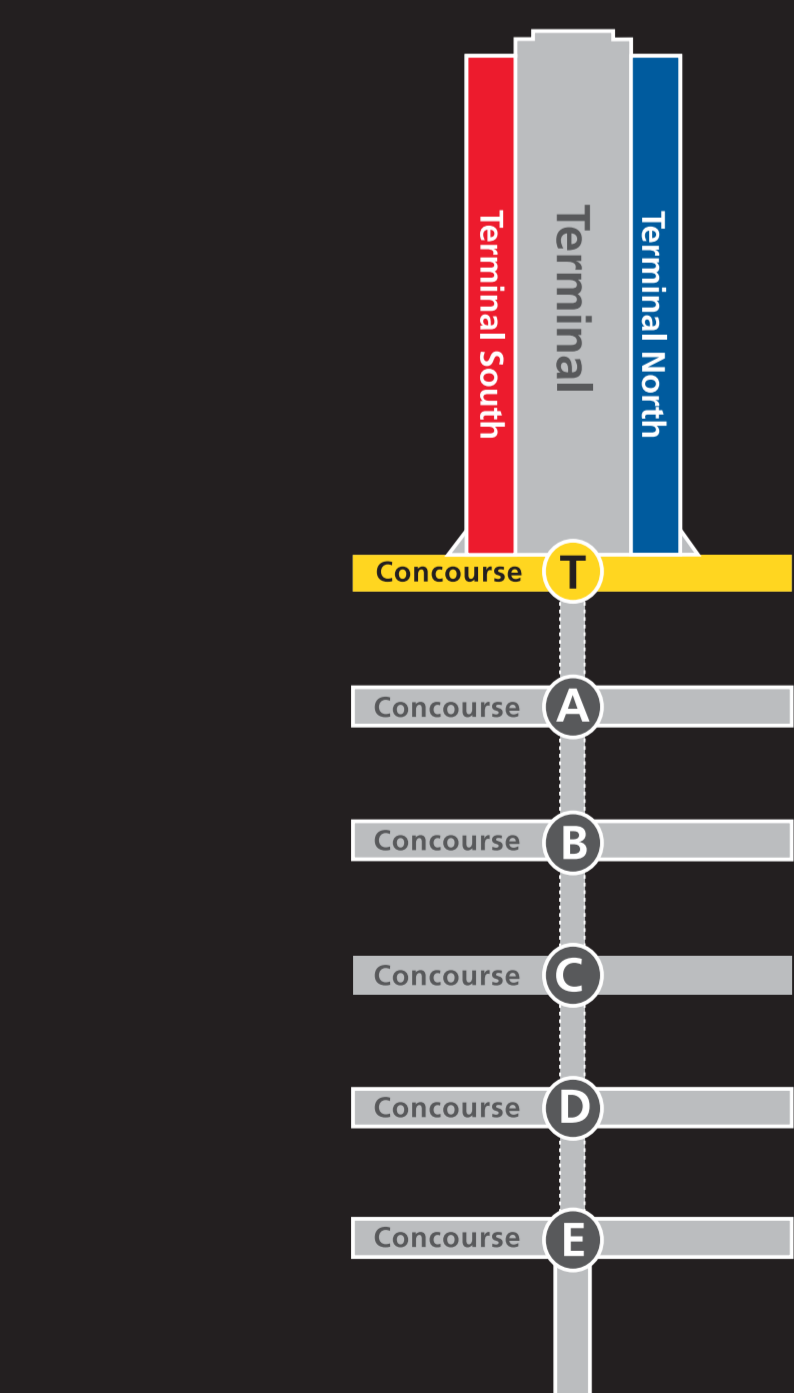 Terminal South
Terminal
Terminal North
Concourse T
Concourse A
Concourse B
Concourse C
Concourse D
Concourse E